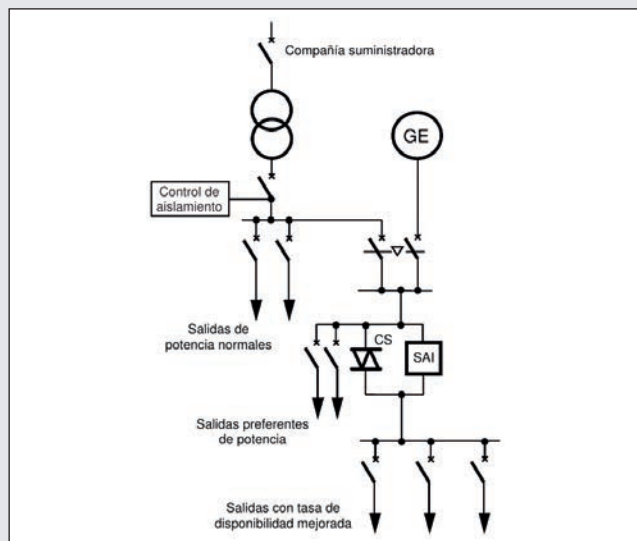 Compañía suministradora
GE
Control de
aislamiento
Salidas de
potencia normales
CS
SAI
Salidas preferentes
de potencia
Salidas con tasa de
disponibilidad mejorada